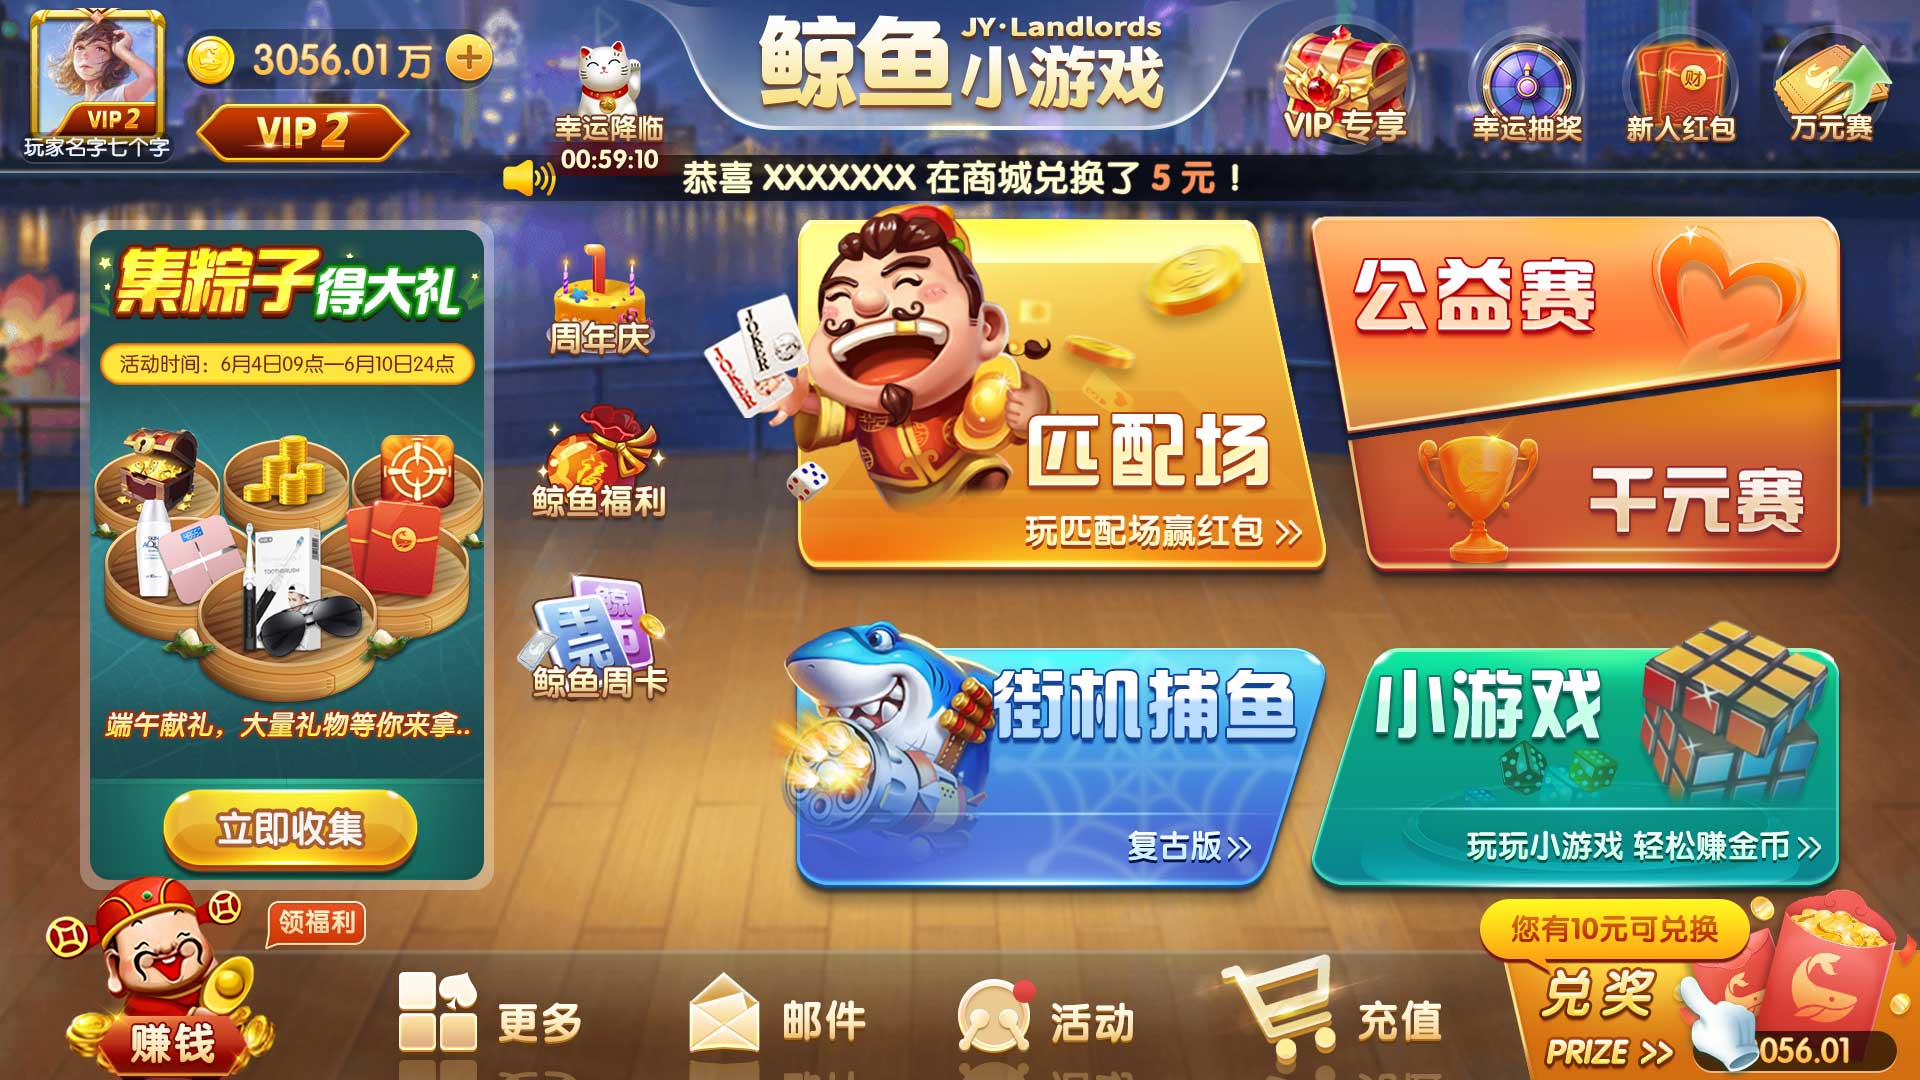 3056.01万
VIP 2
玩家名字七个字
VIP 2
幸运降临
00:59:10
鲸鱼
JY·Landlords
小游戏
VIP 专享
幸运抽奖
新人红包
财
万元赛
恭喜 XXXXXXX 在商城兑换了 5 元！
集粽子得大礼
活动时间：6月4日09点—6月10日24点
端午献礼，大量礼物等你来拿..
立即收集
周年庆
福
鲸鱼福利
千元
鲸鱼周卡
JOKER
JOKER
匹配场
玩匹配场赢红包 >>
公益赛
千元赛
街机捕鱼
复古版>>
小游戏
玩玩小游戏 轻松赚金币>>
领福利
赚钱
更多
邮件
活动
充值
您有10元可兑换
兑奖
PRIZE >>
056.01